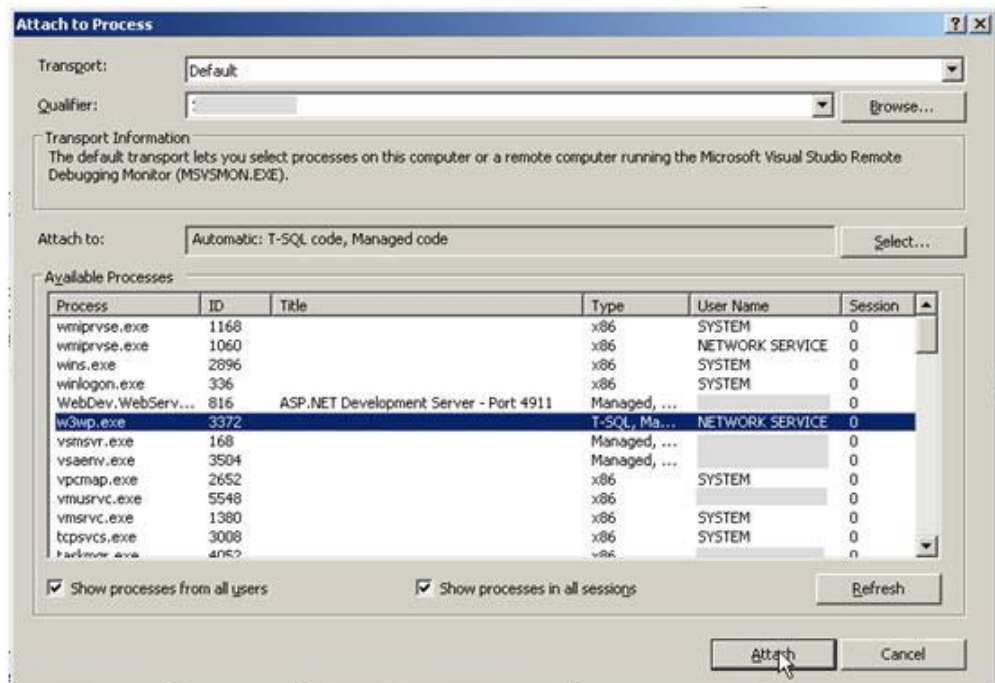 Attach to Process
Transport: Default
Qualifier: Browse...
Transport Information
The default transport lets you select processes on this computer or a remote computer running the Microsoft Visual Studio Remote
Debugging Monitor (MSVSMON.EXE).
Attach to: Automatic: T-SQL code, Managed code Select...
Available Processes
Process ID Title Type User Name Session
wmiprvse.exe 1168 x86 SYSTEM 0
wmiprvse.exe 1060 x86 NETWORK SERVICE 0
wins.exe 2896 x86 SYSTEM 0
winlogon.exe 336 x86 SYSTEM 0
WebDev.WebServ... 816 ASP.NET Development Server - Port 4911 Managed, ... 0
w3wp.exe 3372 T-SQL, Ma... NETWORK SERVICE 0
vsmsvr.exe 168 Managed, ... 0
vsaenv.exe 3504 Managed, ... 0
vpcmap.exe 2652 x86 SYSTEM 0
vmusrvc.exe 5548 x86 0
vmsrvc.exe 1380 x86 SYSTEM 0
tcpsvcs.exe 3008 x86 SYSTEM 0
taskmgr.exe 4052 x86 0
Show processes from all users Show processes in all sessions Refresh
Attach Cancel